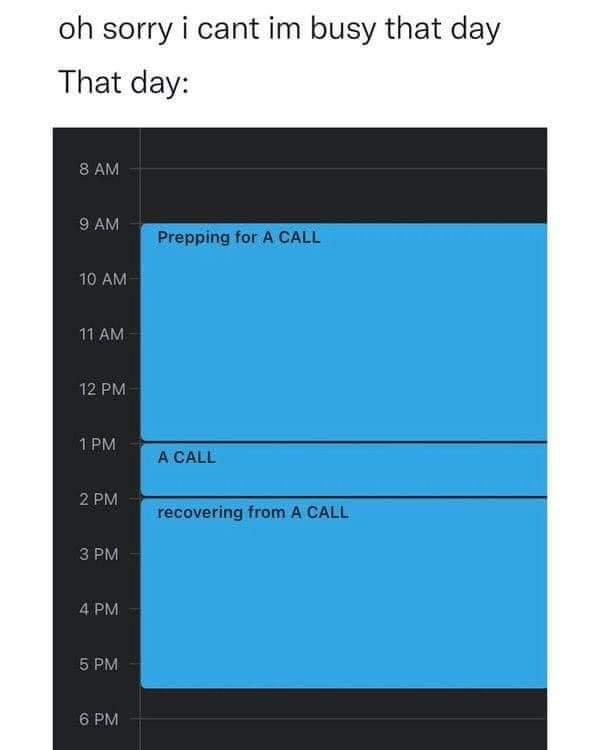 oh sorry i cant im busy that day
That day:
8 AM
9 AM
Prepping for A CALL
10 AM
11 AM
12 PM
1 PM
A CALL
2 PM
recovering from A CALL
3 PM
4 PM
5 PM
6 PM